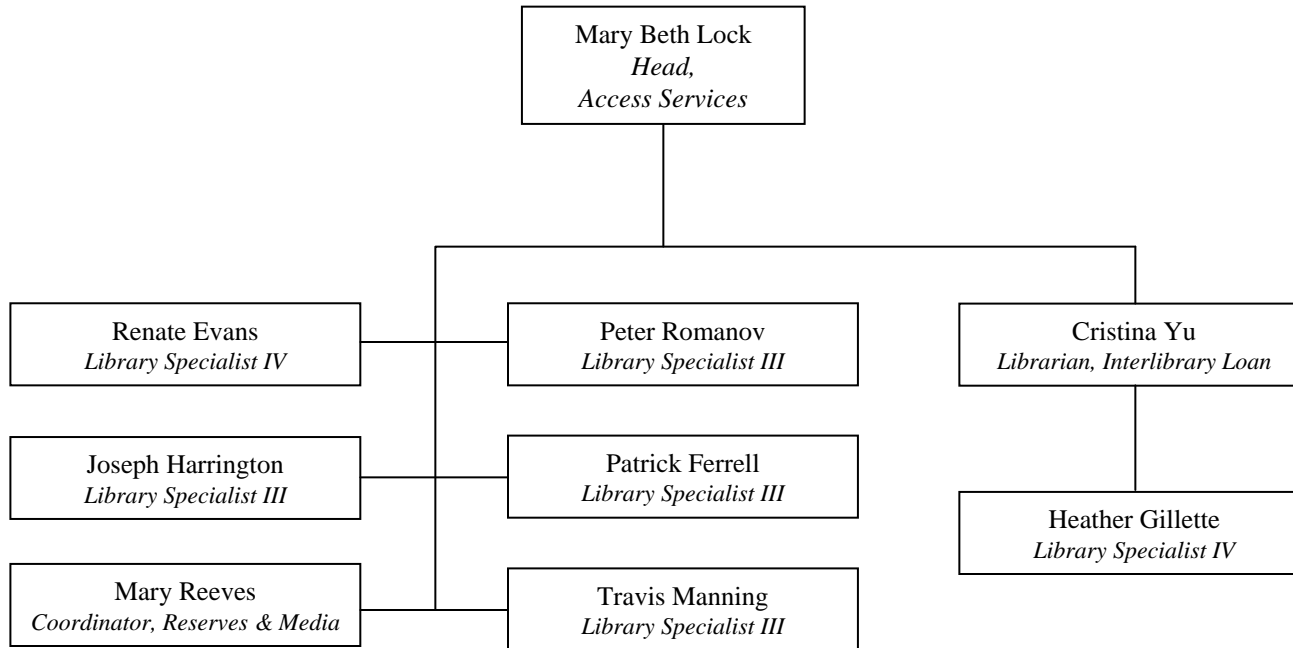 Mary Beth Lock
Head,
Access Services
Renate Evans
Library Specialist IV
Peter Romanov
Library Specialist III
Cristina Yu
Librarian, Interlibrary Loan
Joseph Harrington
Library Specialist III
Patrick Ferrell
Library Specialist III
Heather Gillette
Library Specialist IV
Mary Reeves
Coordinator, Reserves & Media
Travis Manning
Library Specialist III